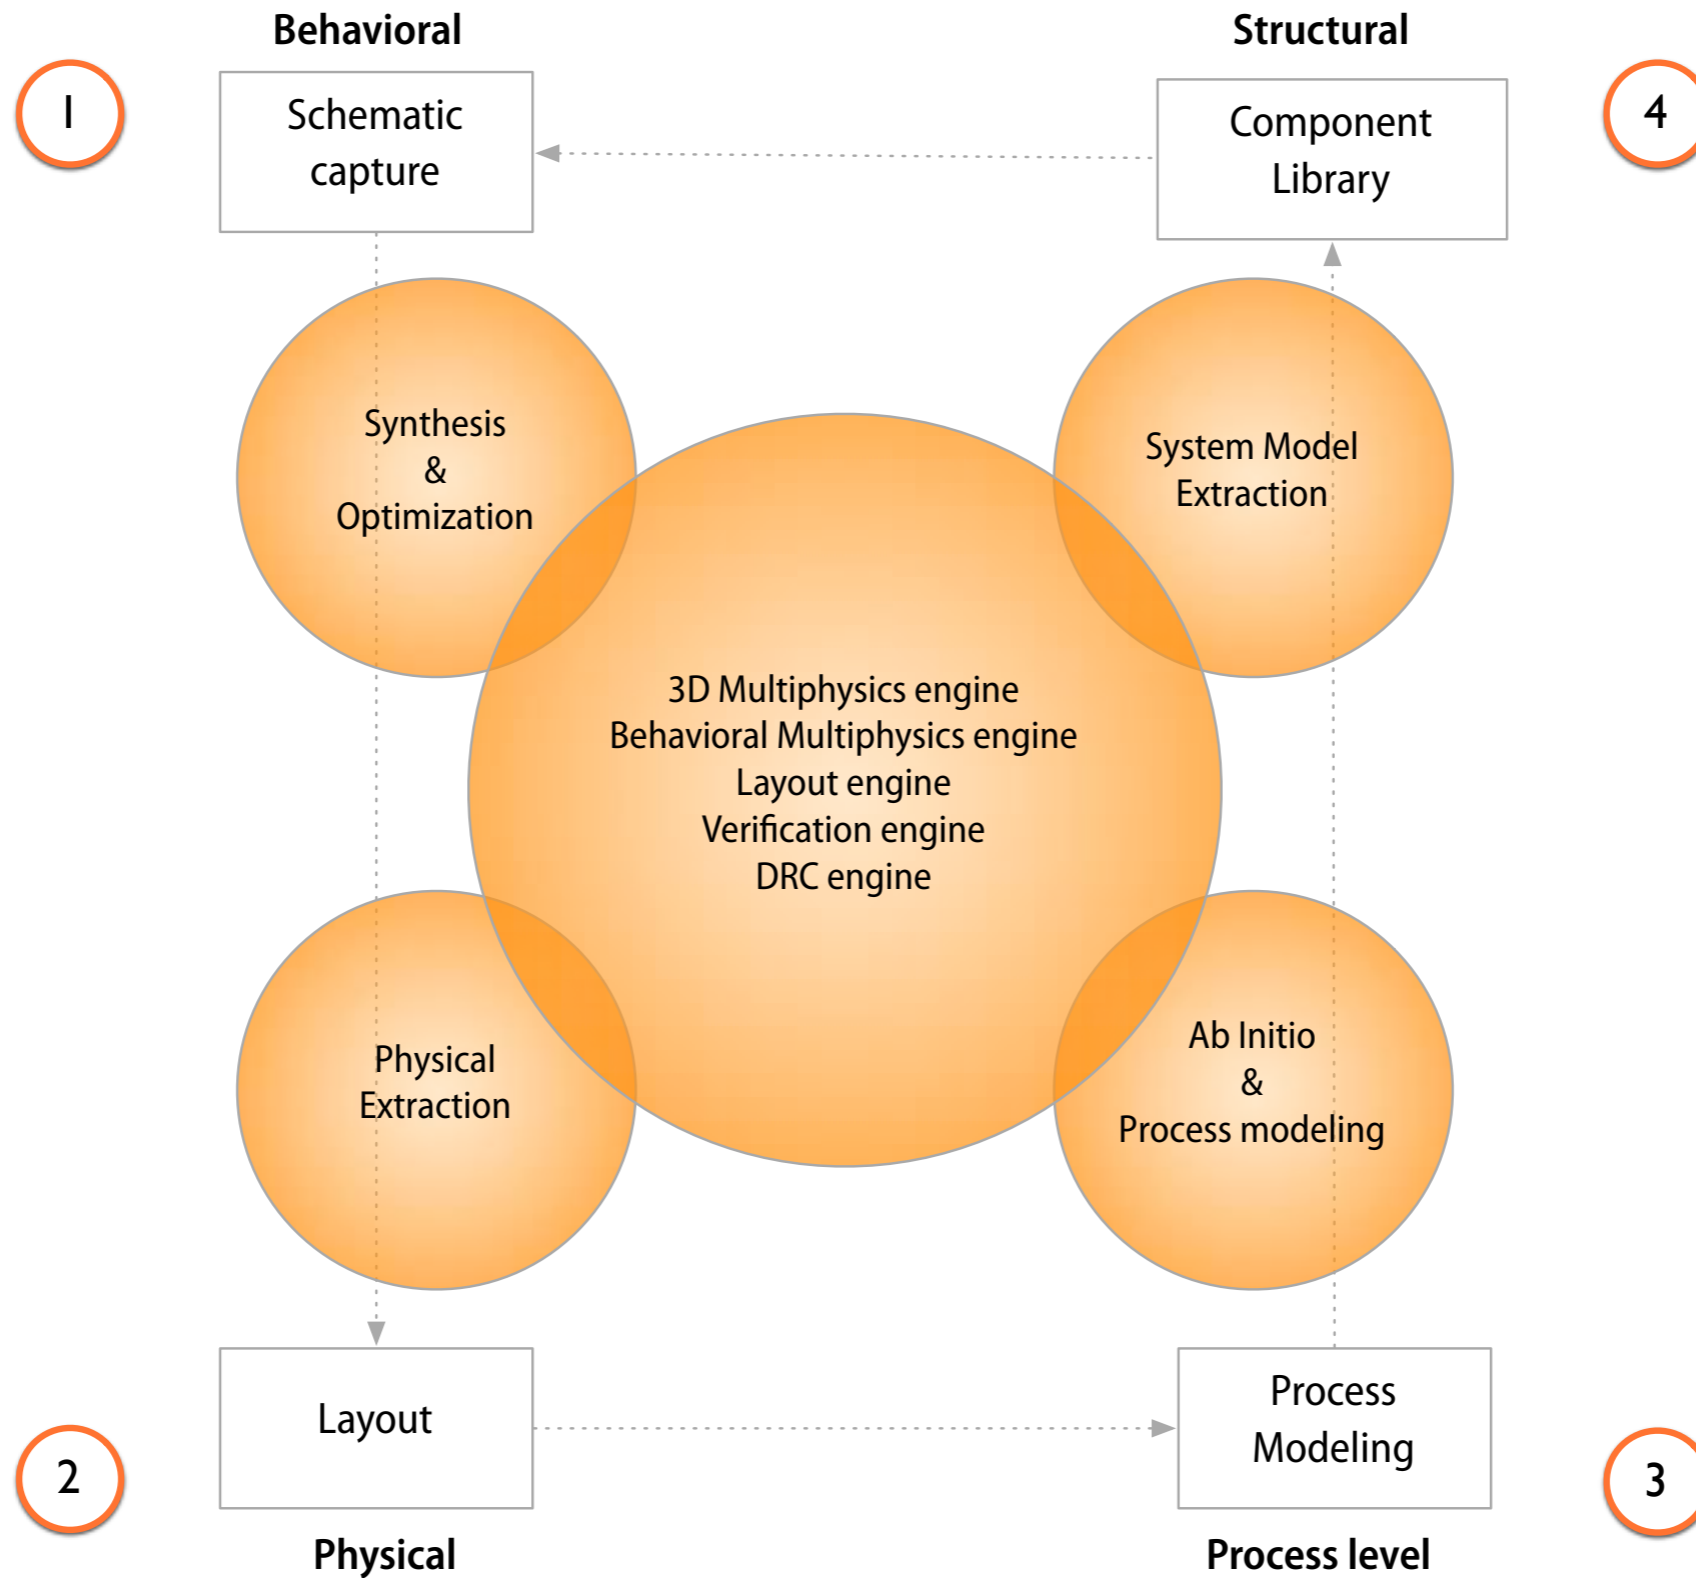 Behavioral
Structural
1
Schematic
capture
Component
Library
4
Synthesis
&
Optimization
System Model
Extraction
3D Multiphysics engine
Behavioral Multiphysics engine
Layout engine
Verification engine
DRC engine
Physical
Extraction
Ab Initio
&
Process modeling
2
Layout
Process
Modeling
3
Physical
Process level